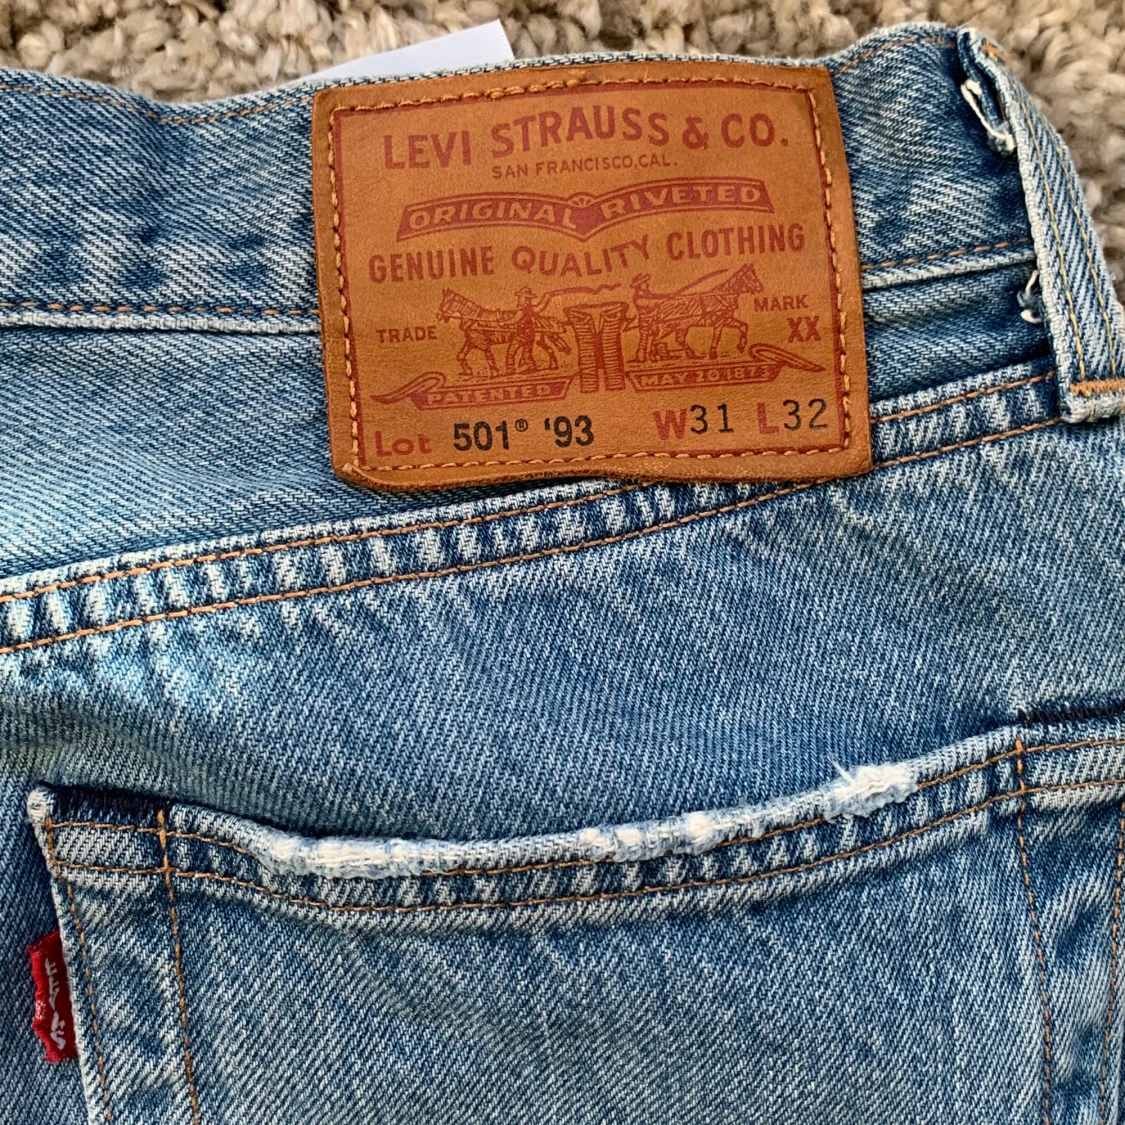 LEVI STRAUSS & CO.
SAN FRANCISCO, CAL.
ORIGINAL RIVETED
GENUINE QUALITY CLOTHING
TRADE MARK
XX
PATENTED MAY 20 1873
Lot 501® '93 W31 L32
LEVI'S